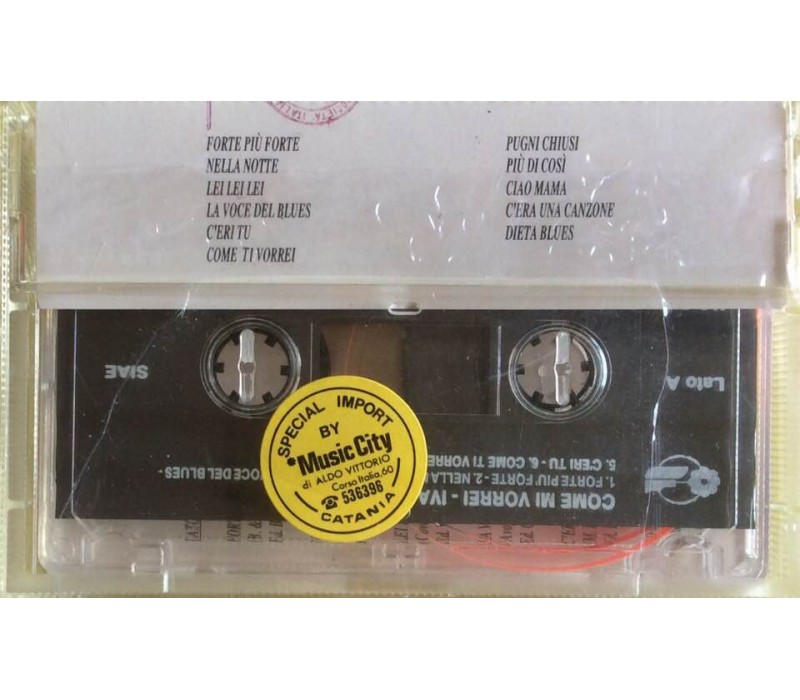 FORTE PIÙ FORTE
NELLA NOTTE
LEI LEI LEI
LA VOCE DEL BLUES
C'ERI TU
COME TI VORREI
PUGNI CHIUSI
PIÙ DI COSÌ
CIAO MAMA
C'ERA UNA CANZONE
DIETA BLUES
SIAE
Lato A
SPECIAL IMPORT
BY
Music City
di ALDO VITTORIO
Corso Italia,60
☎ 536396
CATANIA
COME MI VORREI - IVA
1. FORTE PIU' FORTE - 2. NELLA
VOCE DEL BLUES -
5. C'ERI TU - 6. COME TI VORRE